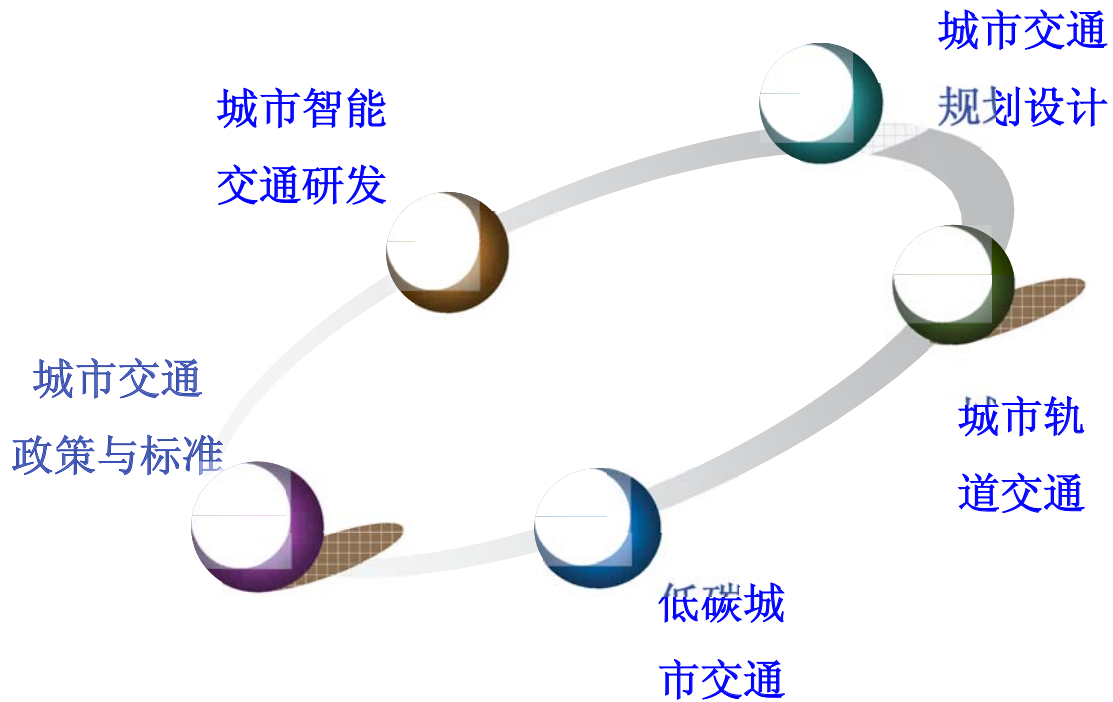 城市交通
规划设计
城市智能
交通研发
城市交通
政策与标准
城市轨
道交通
低碳城
市交通